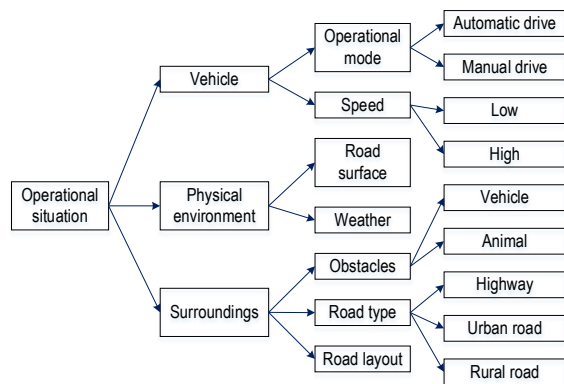 Operational
situation
Vehicle
Physical
environment
Surroundings
Operational
mode
Speed
Road
surface
Weather
Obstacles
Road type
Road layout
Automatic drive
Manual drive
Low
High
Vehicle
Animal
Highway
Urban road
Rural road